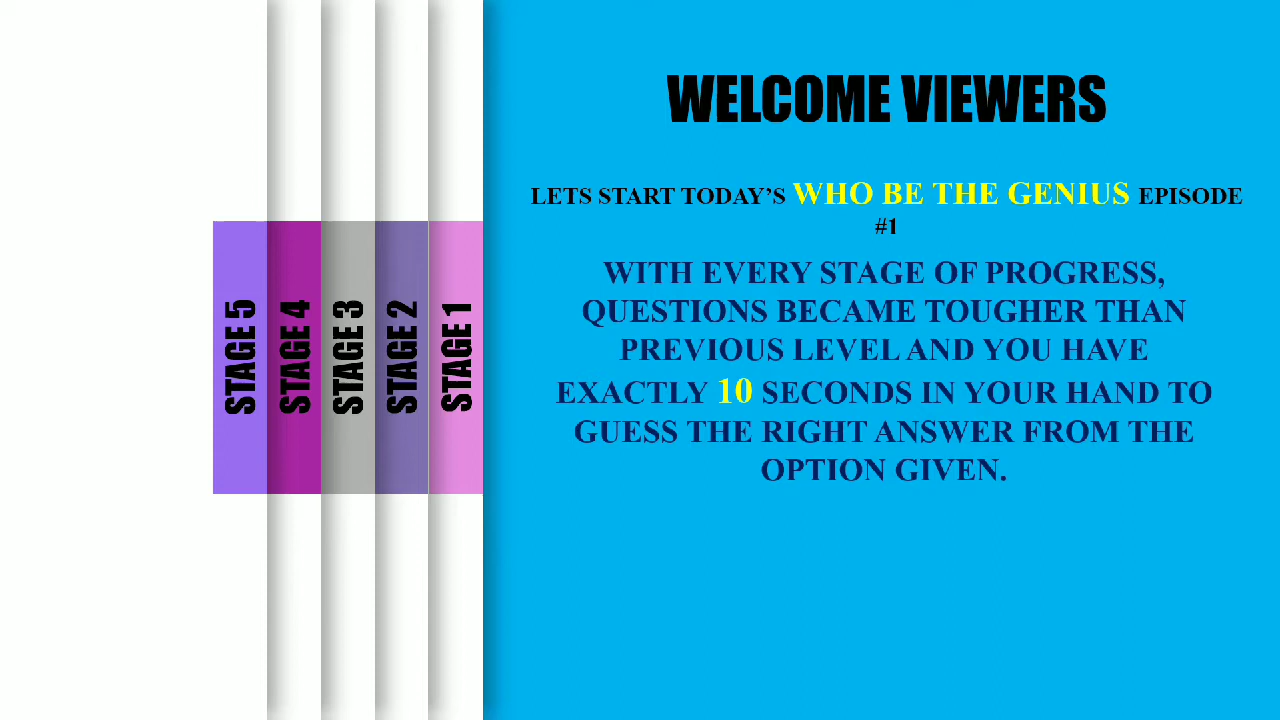 WELCOME VIEWERS
LETS START TODAY’S WHO BE THE GENIUS EPISODE
#1
WITH EVERY STAGE OF PROGRESS,
QUESTIONS BECAME TOUGHER THAN
PREVIOUS LEVEL AND YOU HAVE
EXACTLY 10 SECONDS IN YOUR HAND TO
GUESS THE RIGHT ANSWER FROM THE
OPTION GIVEN.
STAGE 5
STAGE 4
STAGE 3
STAGE 2
STAGE 1